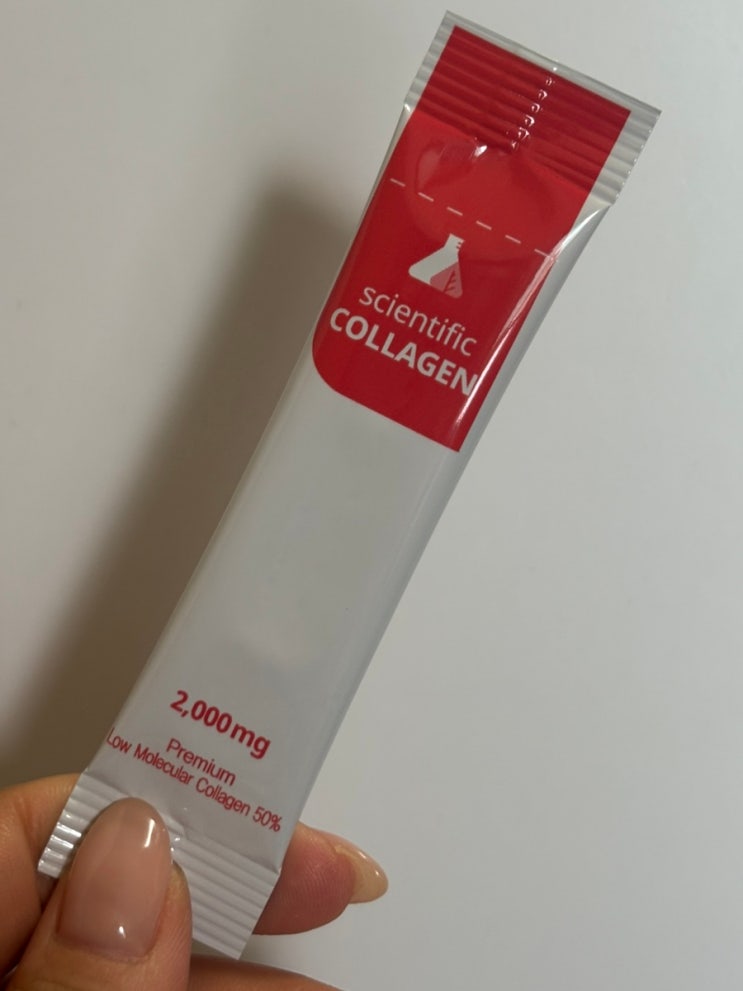 scientific
COLLAGEN
2,000mg
Premium
Low Molecular Collagen 50%